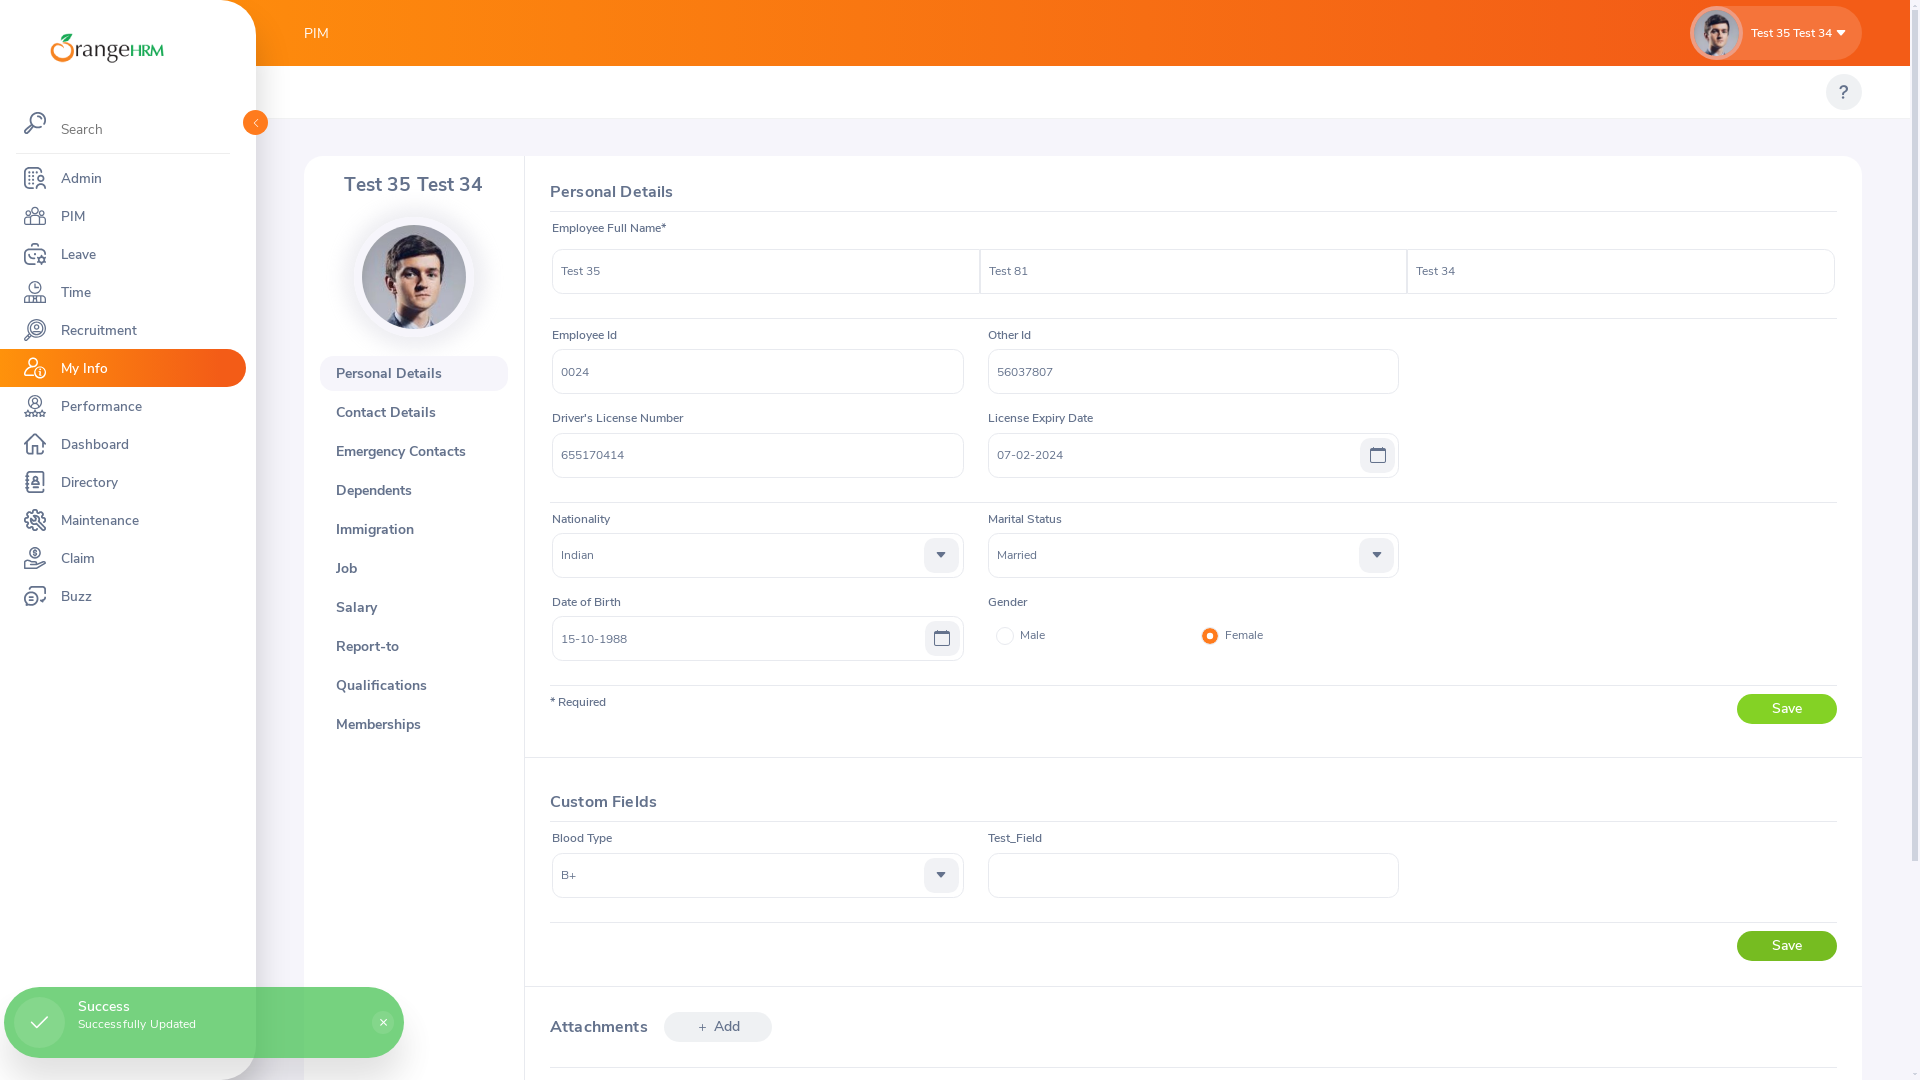 OrangeHRM
PIM
Test 35 Test 34
?
Search
Admin
PIM
Leave
Time
Recruitment
My Info
Performance
Dashboard
Directory
Maintenance
Claim
Buzz
Test 35 Test 34
Personal Details
Contact Details
Emergency Contacts
Dependents
Immigration
Job
Salary
Report-to
Qualifications
Memberships
Personal Details
Employee Full Name*
Test 35 Test 81 Test 34
Employee Id Other Id
0024 56037807
Driver's License Number License Expiry Date
655170414 07-02-2024
Nationality Marital Status
Indian Married
Date of Birth Gender
15-10-1988 Male Female
* Required
Save
Custom Fields
Blood Type Test_Field
B+
Save
Attachments + Add
Success
Successfully Updated
×